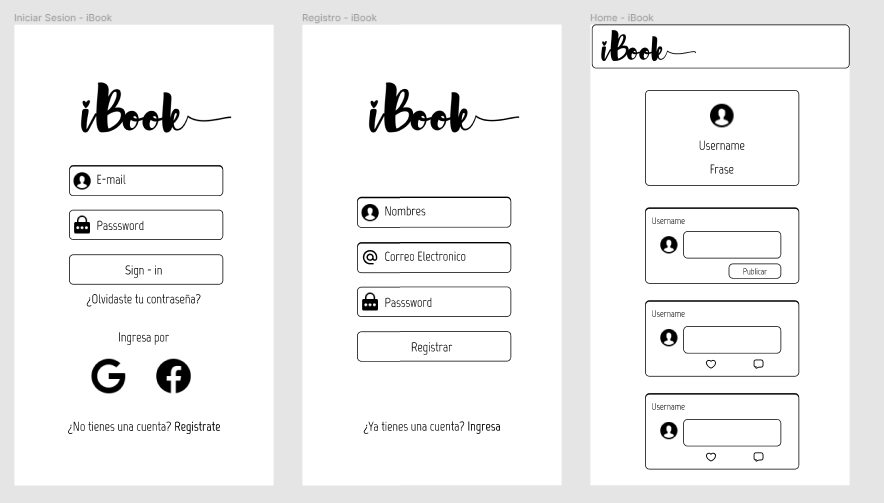 Iniciar Sesion - iBook
iBook
E-mail
Passsword
Sign - in
¿Olvidaste tu contraseña?
Ingresa por
G f
¿No tienes una cuenta? Registrate
Registro - iBook
iBook
Nombres
@ Correo Electronico
Passsword
Registrar
¿Ya tienes una cuenta? Ingresa
Home - iBook
iBook
Username
Frase
Username
Publicar
Username
Username